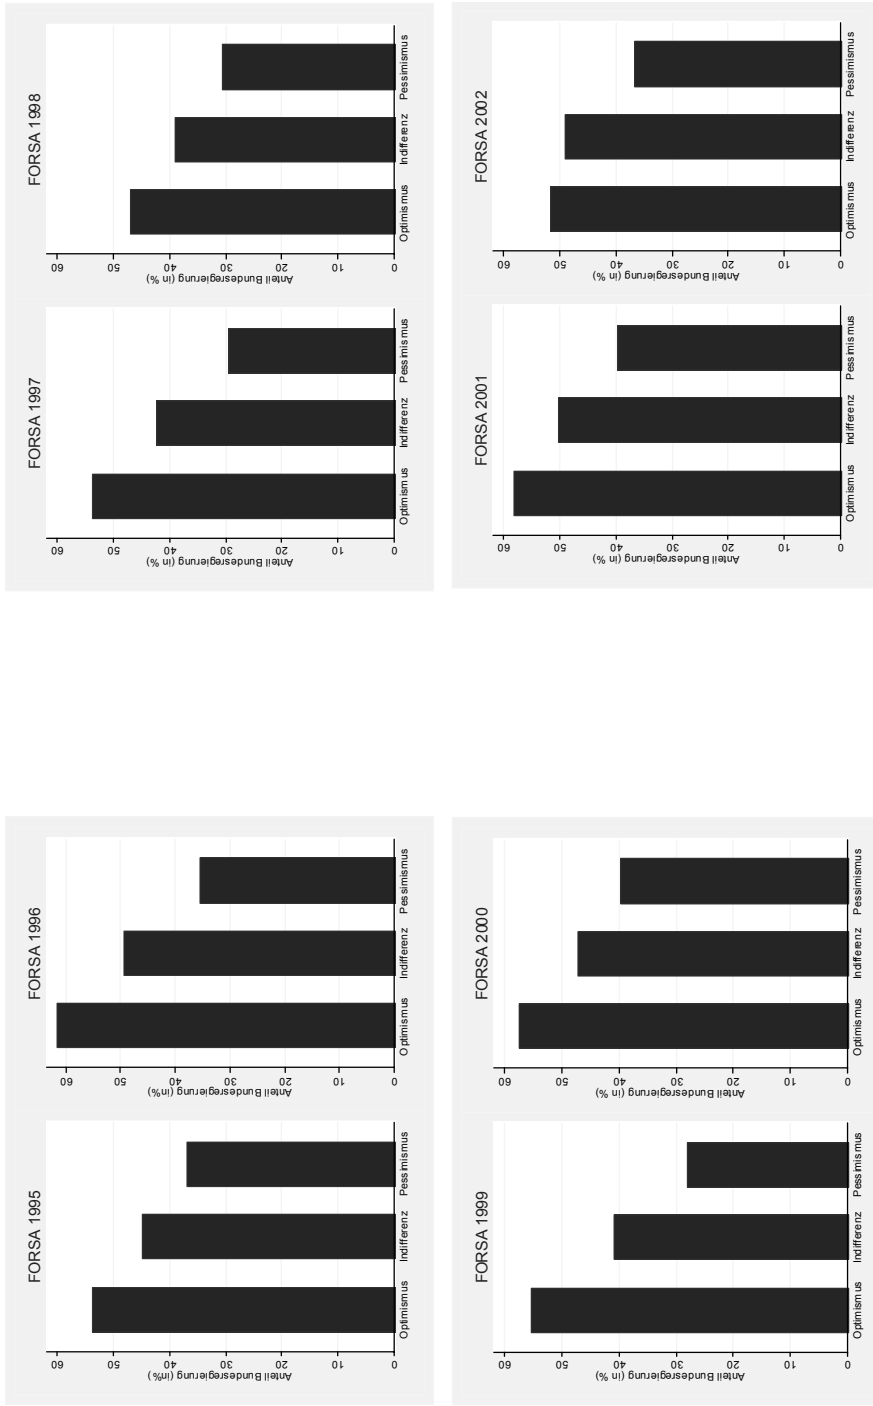 FORSA 1995
Anteil Bundesregierung (in%)
60
50
40
30
20
10
0
Optimismus
Indifferenz
Pessimismus
FORSA 1996
Anteil Bundesregierung (in%)
60
50
40
30
20
10
0
Optimismus
Indifferenz
Pessimismus
FORSA 1997
Anteil Bundesregierung (in %)
60
50
40
30
20
10
0
Optimismus
Indifferenz
Pessimismus
FORSA 1998
Anteil Bundesregierung (in %)
60
50
40
30
20
10
0
Optimismus
Indifferenz
Pessimismus
FORSA 1999
Anteil Bundesregierung (in %)
60
50
40
30
20
10
0
Optimismus
Indifferenz
Pessimismus
FORSA 2000
Anteil Bundesregierung (in %)
60
50
40
30
20
10
0
Optimismus
Indifferenz
Pessimismus
FORSA 2001
Anteil Bundesregierung (in %)
60
50
40
30
20
10
0
Optimismus
Indifferenz
Pessimismus
FORSA 2002
Anteil Bundesregierung (in %)
60
50
40
30
20
10
0
Optimismus
Indifferenz
Pessimismus